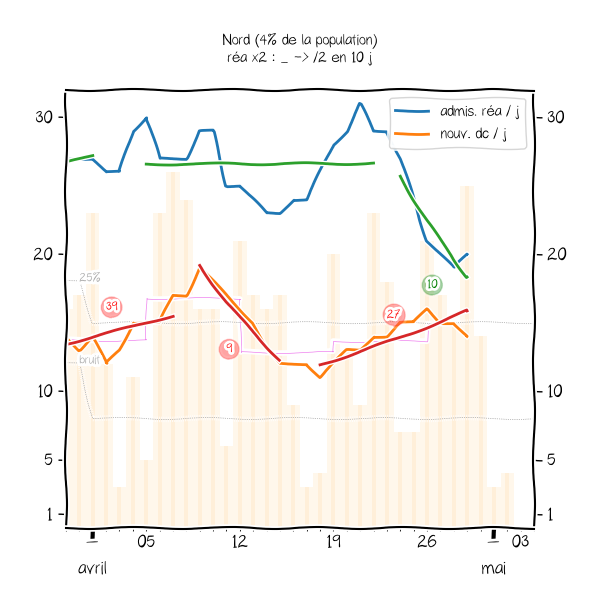 Nord (4% de la population)
réa x2 : _ -> /2 en 10 j
admis. réa / j
nouv. dc / j
30
30
20
20
25%
10
39
27
9
bruit
10
10
5
5
1
1
05
12
19
26
03
avril
mai